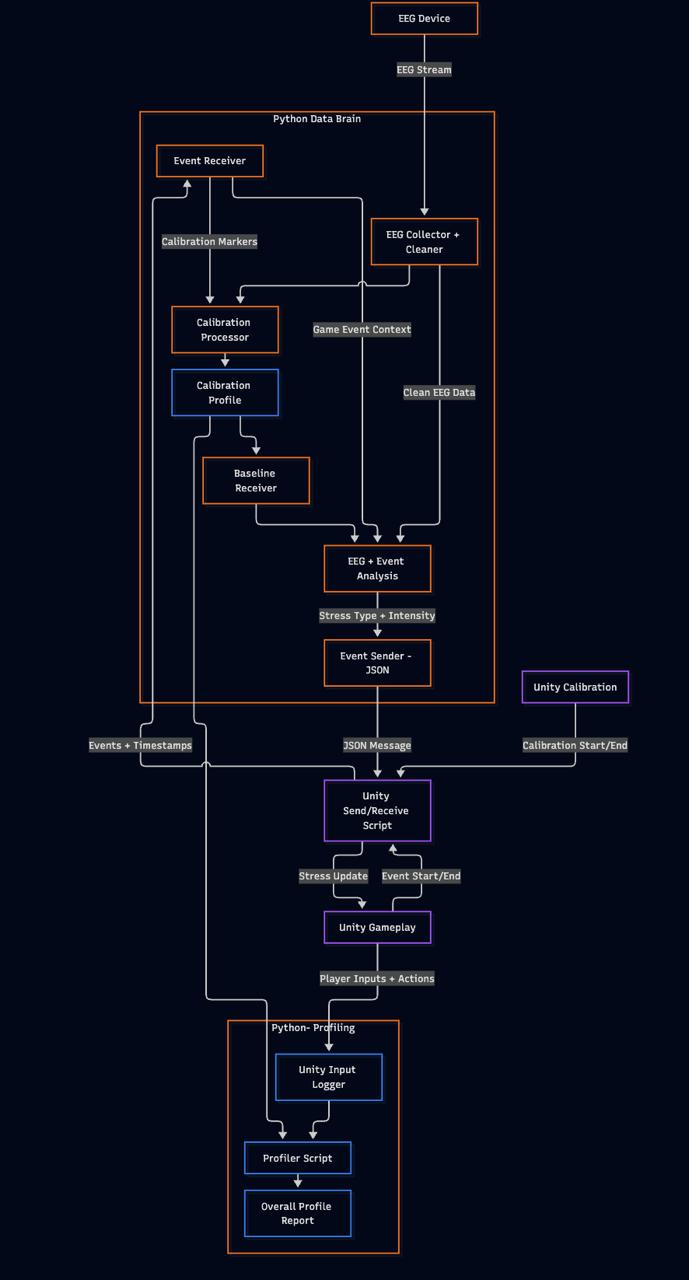 EEG Device
EEG Stream
Python Data Brain
Event Receiver
EEG Collector +
Cleaner
Calibration Markers
Calibration
Processor
Game Event Context
Calibration
Profile
Clean EEG Data
Baseline
Receiver
EEG + Event
Analysis
Stress Type + Intensity
Event Sender -
JSON
Unity Calibration
Events + Timestamps
JSON Message
Calibration Start/End
Unity
Send/Receive
Script
Stress Update
Event Start/End
Unity Gameplay
Player Inputs + Actions
Python- Profiling
Unity Input
Logger
Profiler Script
Overall Profile
Report